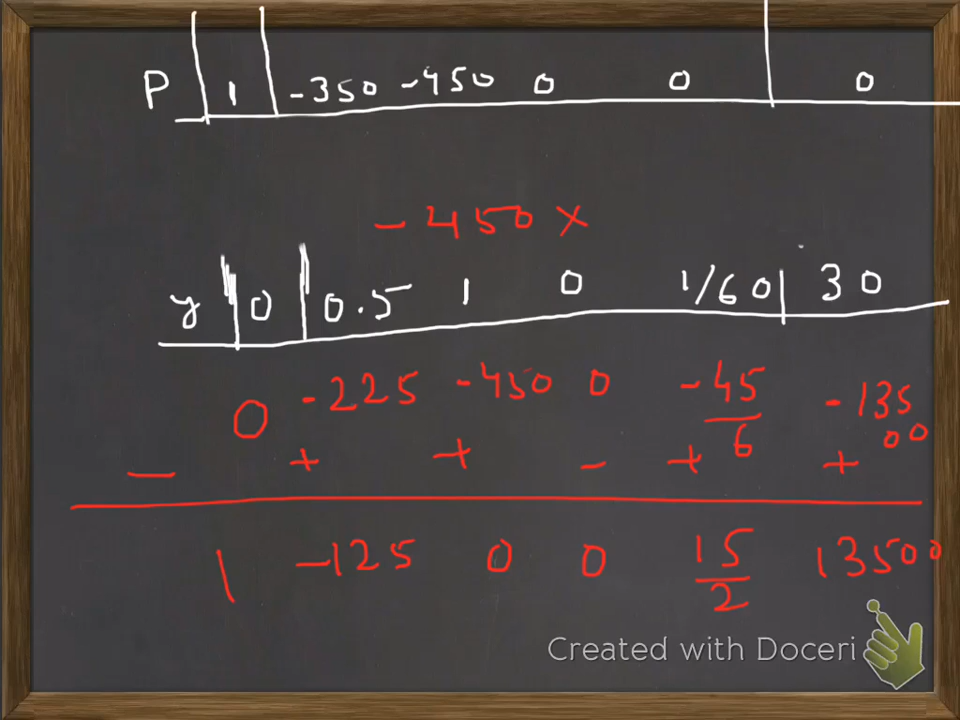 P | 1 | -350 -450 0 0 | 0
-450 ×
y | 0 | 0.5 1 0 1/60 | 30
0 -225 -450 0 -45/6 -13500
- + + - + +
1 -125 0 0 15/2 13500
Created with Doceri